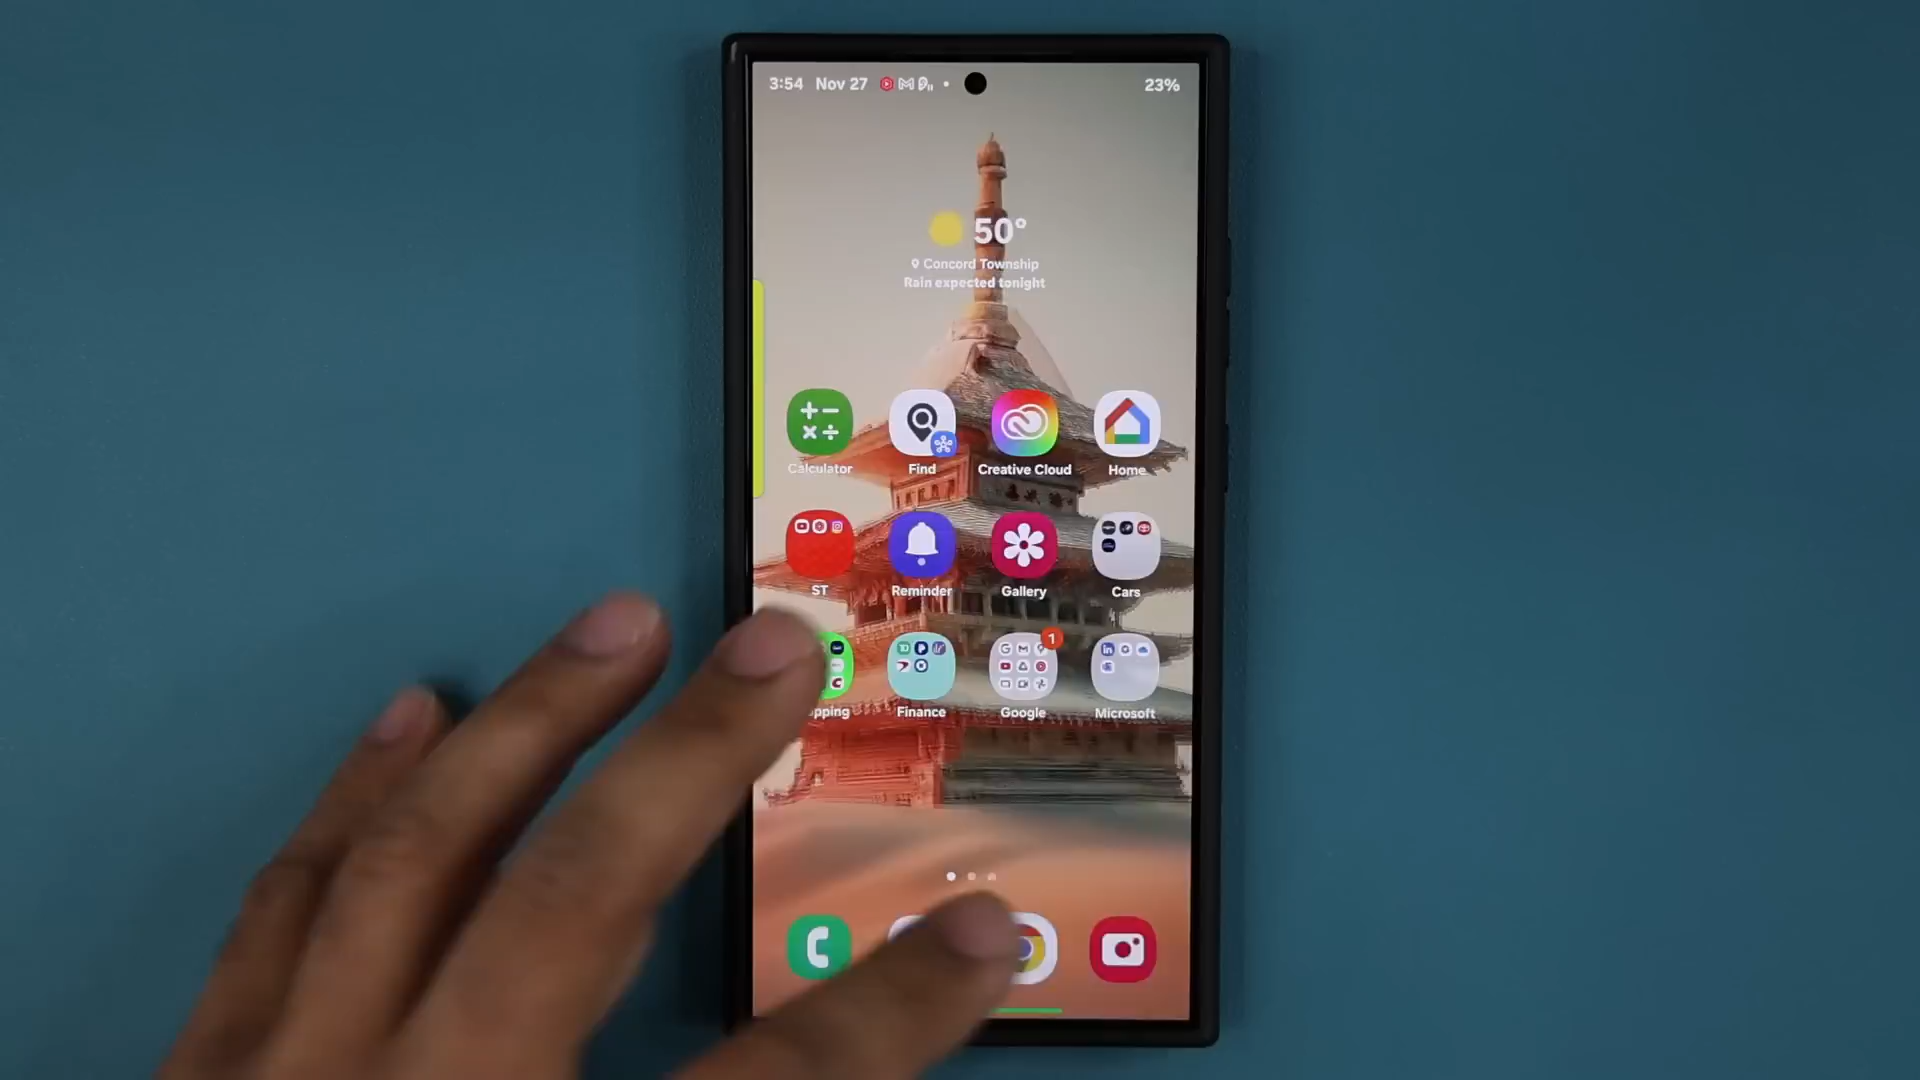 3:54 Nov 27
23%
50°
Concord Township
Rain expected tonight
Calculator Find Creative Cloud Home
ST Reminder Gallery Cars
pping Finance Google Microsoft
1